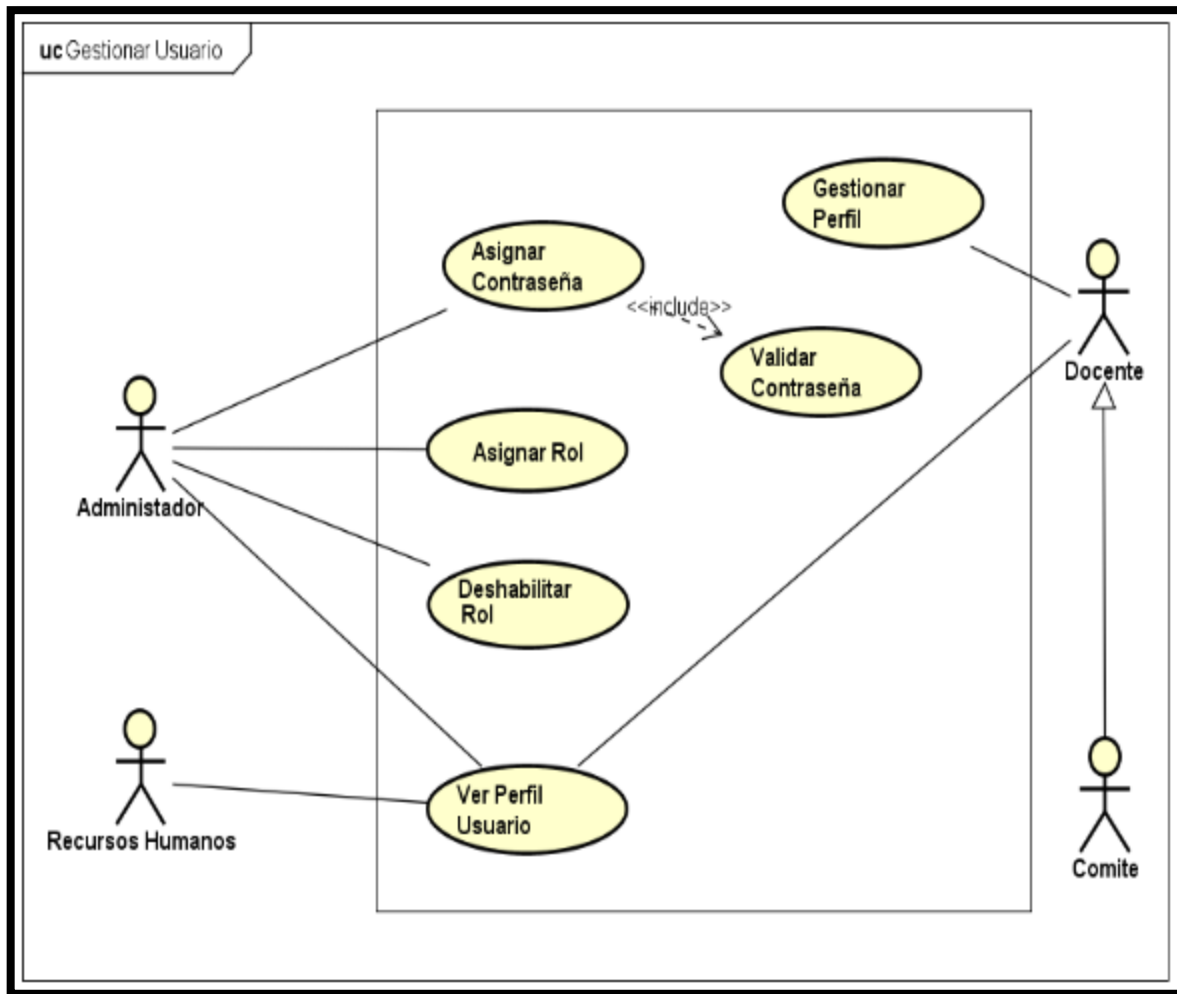 uc Gestionar Usuario
Gestionar
Perfil
Asignar
Contraseña
<<include>>
Validar
Contraseña
Docente
Asignar Rol
Administador
Deshabilitar
Rol
Ver Perfil
Usuario
Recursos Humanos
Comite